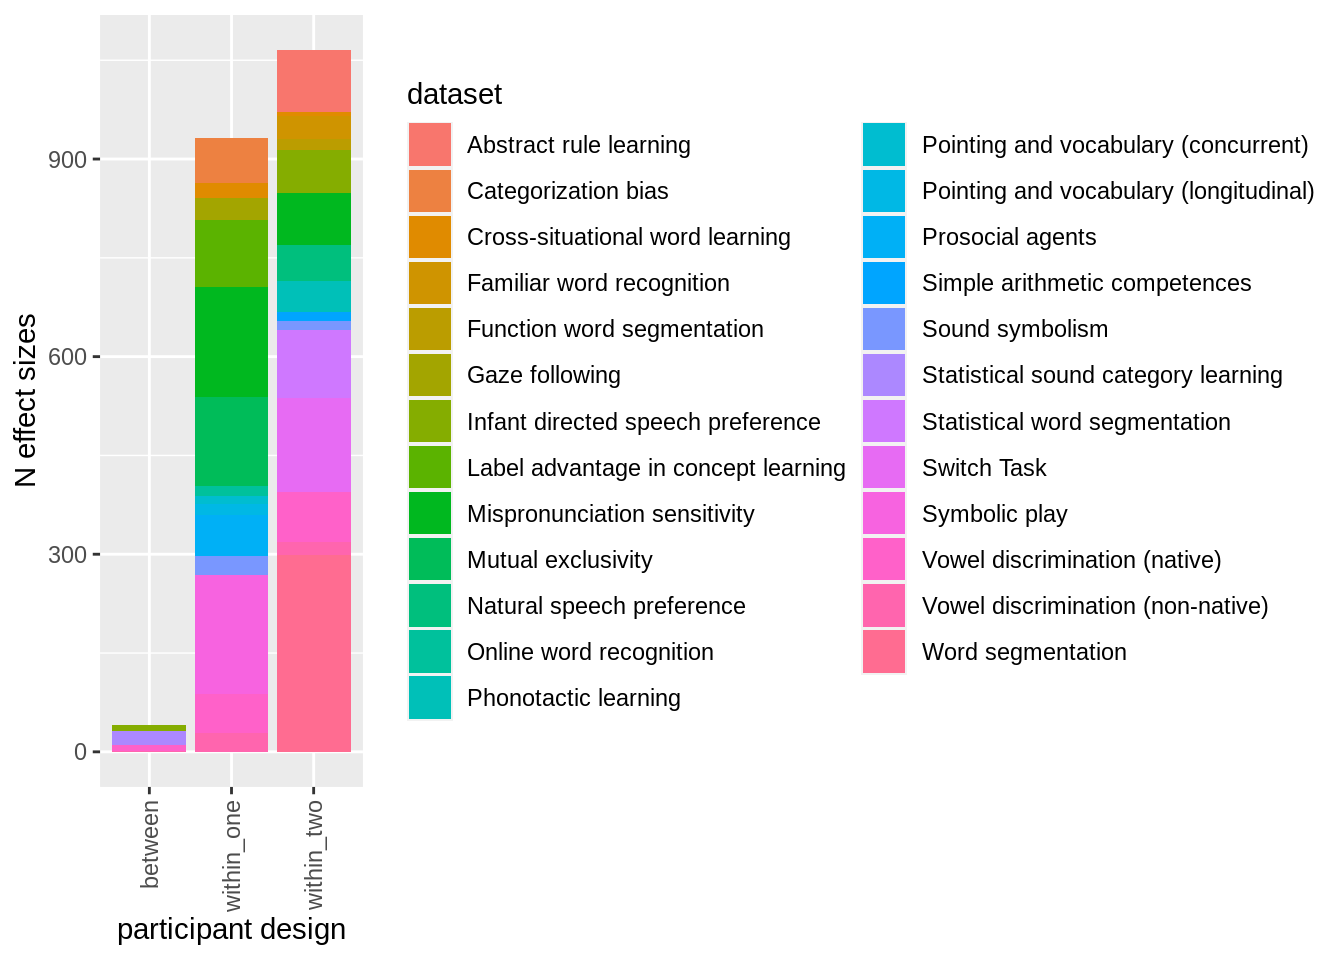 N effect sizes
900
600
300
0
between
within_one
within_two
participant design
dataset
Abstract rule learning
Categorization bias
Cross-situational word learning
Familiar word recognition
Function word segmentation
Gaze following
Infant directed speech preference
Label advantage in concept learning
Mispronunciation sensitivity
Mutual exclusivity
Natural speech preference
Online word recognition
Phonotactic learning
Pointing and vocabulary (concurrent)
Pointing and vocabulary (longitudinal)
Prosocial agents
Simple arithmetic competences
Sound symbolism
Statistical sound category learning
Statistical word segmentation
Switch Task
Symbolic play
Vowel discrimination (native)
Vowel discrimination (non-native)
Word segmentation